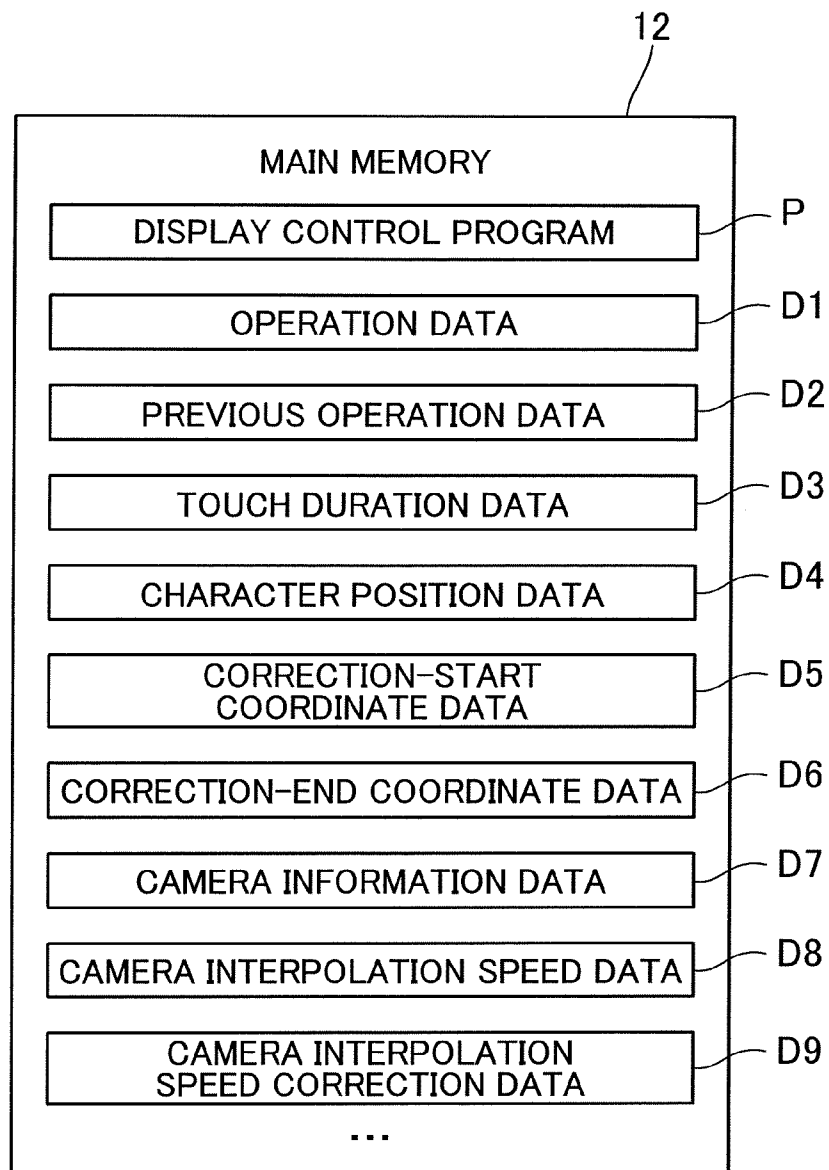 12
MAIN MEMORY
DISPLAY CONTROL PROGRAM P
OPERATION DATA D1
PREVIOUS OPERATION DATA D2
TOUCH DURATION DATA D3
CHARACTER POSITION DATA D4
CORRECTION-START
COORDINATE DATA D5
CORRECTION-END COORDINATE DATA D6
CAMERA INFORMATION DATA D7
CAMERA INTERPOLATION SPEED DATA D8
CAMERA INTERPOLATION
SPEED CORRECTION DATA D9
...